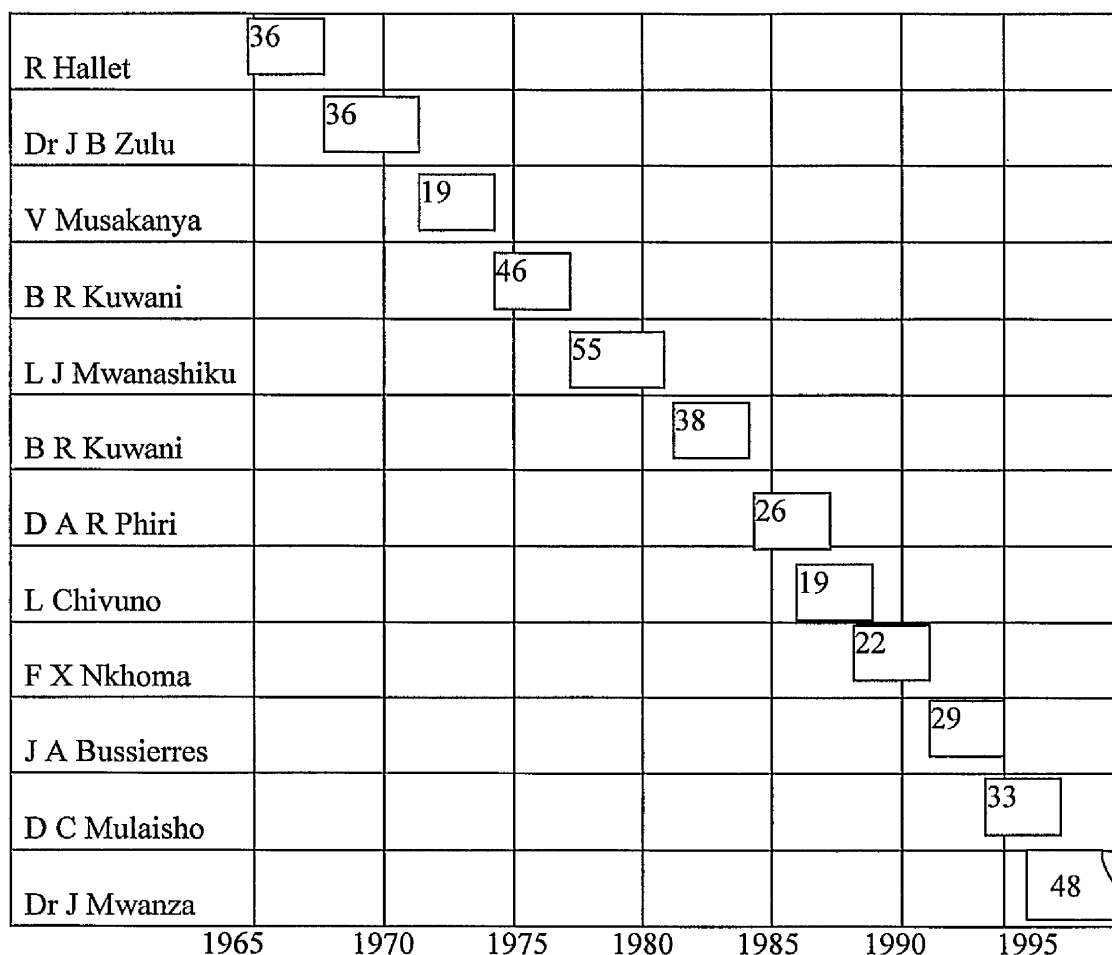 36
R Hallet
36
Dr J B Zulu
19
V Musakanya
46
B R Kuwani
55
L J Mwanashiku
38
B R Kuwani
26
D A R Phiri
19
L Chivuno
22
F X Nkhoma
29
J A Bussierres
33
D C Mulaisho
48
Dr J Mwanza
1965 1970 1975 1980 1985 1990 1995